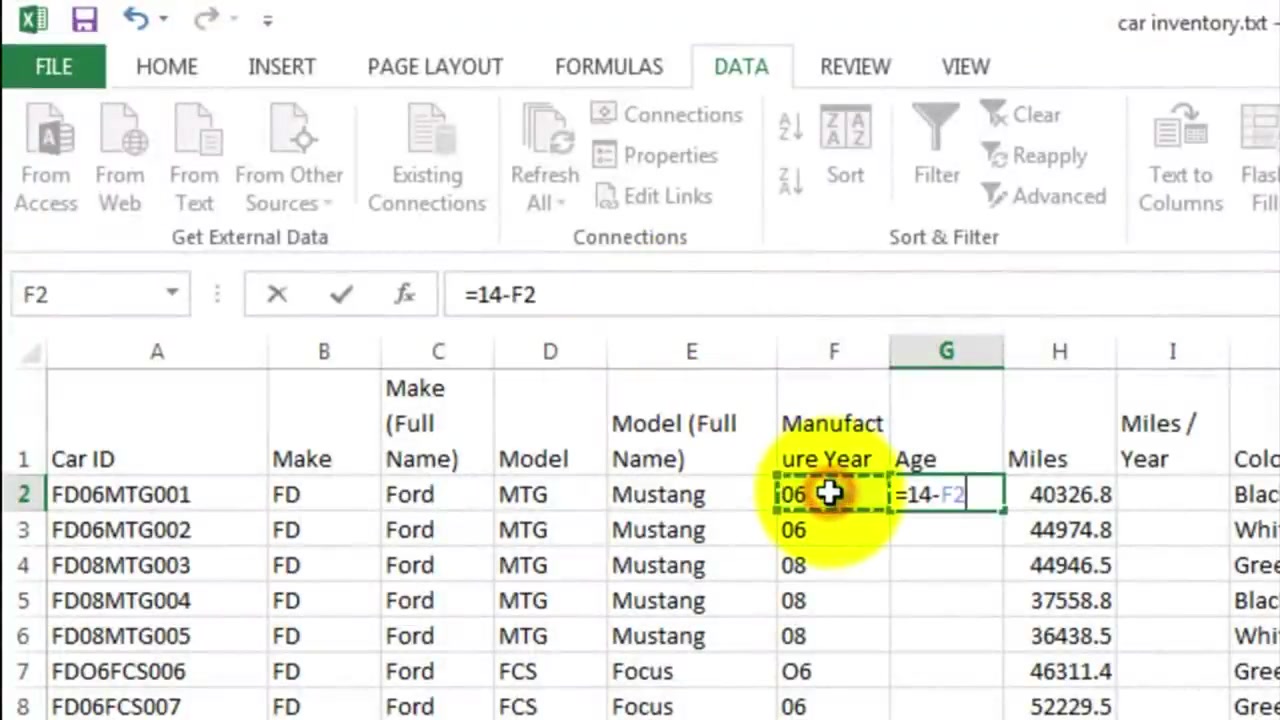 car inventory.txt -
FILE HOME INSERT PAGE LAYOUT FORMULAS DATA REVIEW VIEW
From Access
From Web
From Text
From Other Sources
Existing Connections
Refresh All
Connections
Properties
Edit Links
A Z
Z A
Z A A Z
Sort
Filter
Clear
Reapply
Advanced
Text to Columns
Flas
Fill
Get External Data Connections Sort & Filter
F2 fx =14-F2
A B C D E F G H I
1 Car ID Make Make (Full Name) Model Model (Full Name) Manufact ure Year Age Miles Miles / Year Colo
2 FD06MTG001 FD Ford MTG Mustang 06 =14-F2 40326.8 Blac
3 FD06MTG002 FD Ford MTG Mustang 06 44974.8 Whi
4 FD08MTG003 FD Ford MTG Mustang 08 44946.5 Gree
5 FD08MTG004 FD Ford MTG Mustang 08 37558.8 Blac
6 FD08MTG005 FD Ford MTG Mustang 08 36438.5 Whi
7 FDO6FCS006 FD Ford FCS Focus O6 46311.4 Gree
8 FD06FCS007 FD Ford FCS Focus 06 52229.5 Gree